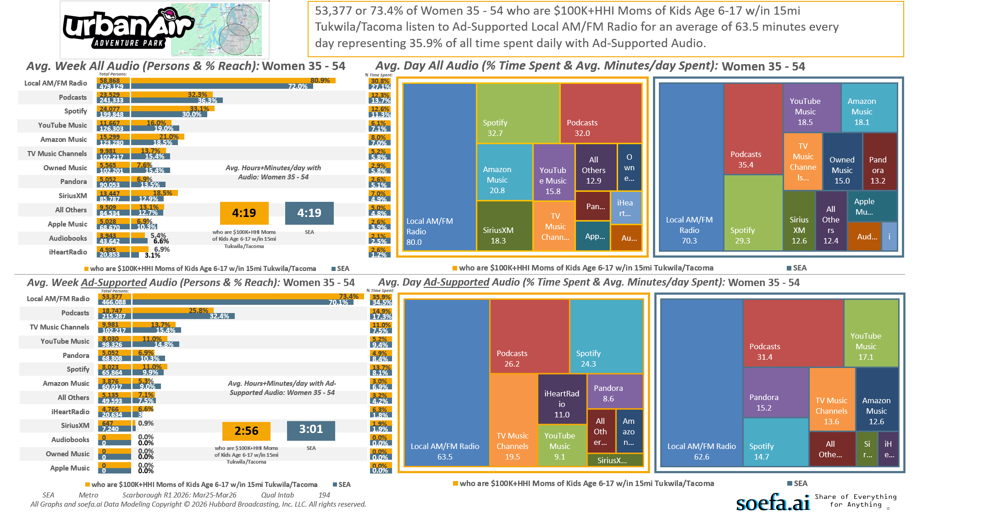 urbanAir
ADVENTURE PARK
53,377 or 73.4% of Women 35 - 54 who are $100K+HHI Moms of Kids Age 6-17 w/in 15mi
Tukwila/Tacoma listen to Ad-Supported Local AM/FM Radio for an average of 63.5 minutes every
day representing 35.9% of all time spent daily with Ad-Supported Audio.
Avg. Week All Audio (Persons & % Reach): Women 35 - 54
Total Persons:
Local AM/FM Radio 58,868 80.9%
479,129 72.0%
Podcasts 23,529 32.3%
241,333 36.3%
Spotify 24,077 33.1%
199,848 30.0%
YouTube Music 11,667 16.0%
126,303 19.0%
Amazon Music 15,299 21.0%
123,280 18.5%
TV Music Channels 9,981 13.7%
102,217 15.4%
Owned Music 5,565 7.6%
102,201 15.4%
Pandora 5,052 6.9%
90,053 13.5%
SiriusXM 13,447 18.5%
85,787 12.9%
All Others 9,509 13.1%
84,534 12.7%
Apple Music 5,028 6.9%
68,670 10.3%
Audiobooks 3,943 5.4%
43,642 6.6%
iHeartRadio 4,985 6.9%
20,853 3.1%
Avg. Hours+Minutes/day with
Audio: Women 35 - 54
4:19
4:19
who are $100K+HHI Moms
of Kids Age 6-17 w/in 15mi
Tukwila/Tacoma
SEA
who are $100K+HHI Moms of Kids Age 6-17 w/in 15mi Tukwila/Tacoma SEA
Avg. Day All Audio (% Time Spent & Avg. Minutes/day Spent): Women 35 - 54
% Time Spent:
30.8%
27.1%
12.3%
13.7%
12.6%
11.3%
6.1%
7.1%
8.0%
7.0%
5.2%
5.8%
2.9%
5.8%
2.6%
5.1%
7.0%
4.9%
5.0%
4.8%
2.6%
3.9%
2.1%
2.5%
2.6%
1.2%
Local AM/FM
Radio
80.0
Spotify
32.7
Podcasts
32.0
Amazon
Music
20.8
YouTub
e Music
15.8
All
Others
12.9
O
wn
e...
SiriusXM
18.3
TV
Music
Chann...
Pan...
iHea
rt...
App...
Au...
Local AM/FM
Radio
70.3
Podcasts
35.4
Spotify
29.3
YouTube
Music
18.5
Amazon
Music
18.1
TV
Music
Channe
ls...
Owned
Music
15.0
Pand
ora
13.2
Sirius
XM
12.6
All
Othe
rs
12.4
Apple
Mu...
Aud...
i
who are $100K+HHI Moms of Kids Age 6-17 w/in 15mi Tukwila/Tacoma SEA
Avg. Week Ad-Supported Audio (Persons & % Reach): Women 35 - 54
Total Persons:
Local AM/FM Radio 53,377 73.4%
466,088 70.1%
Podcasts 18,747 25.8%
215,287 32.4%
TV Music Channels 9,981 13.7%
102,217 15.4%
YouTube Music 8,030 11.0%
98,326 14.8%
Pandora 5,052 6.9%
68,808 10.3%
Spotify 8,023 11.0%
65,864 9.9%
Amazon Music 3,876 5.3%
60,017 9.0%
All Others 5,135 7.1%
49,593 7.5%
iHeartRadio 4,766 6.6%
20,634 3
SiriusXM 647 0.9%
7,240 1.1%
Audiobooks 0 0.0%
0 0.0%
Owned Music 0 0.0%
0 0.0%
Apple Music 0 0.0%
0 0.0%
Avg. Hours+Minutes/day with Ad-
Supported Audio: Women 35 - 54
2:56
3:01
who are $100K+HHI Moms
of Kids Age 6-17 w/in 15mi
Tukwila/Tacoma
SEA
who are $100K+HHI Moms of Kids Age 6-17 w/in 15mi Tukwila/Tacoma SEA
Avg. Day Ad-Supported Audio (% Time Spent & Avg. Minutes/day Spent): Women 35 - 54
% Time Spent:
35.9%
34.5%
14.9%
17.3%
11.0%
7.5%
5.2%
9.4%
4.9%
8.4%
13.7%
8.1%
3.0%
6.9%
3.2%
4.2%
6.3%
1.8%
1.9%
1.9%
0.0%
0.0%
0.0%
0.0%
0.0%
0.0%
Local AM/FM Radio
63.5
Podcasts
26.2
Spotify
24.3
TV Music
Channels
19.5
iHeartRad
io
11.0
YouTube
Music
9.1
Pandora
8.6
All
Oth
er...
Am
azo
n...
SiriusX...
Local AM/FM Radio
62.6
Podcasts
31.4
YouTube
Music
17.1
Pandora
15.2
Spotify
14.7
TV Music
Channels
13.6
Amazon
Music
12.6
All
Othe...
Si
r...
iH
e...
who are $100K+HHI Moms of Kids Age 6-17 w/in 15mi Tukwila/Tacoma SEA
SEA Metro Scarborough R1 2026: Mar25-Mar26 Qual Intab 194
All Graphs and soefa.ai Data Modeling Copyright © 2026 Hubbard Broadcasting, Inc. LLC. All rights reserved.
soefa.ai
Share of Everything
for Anything ©